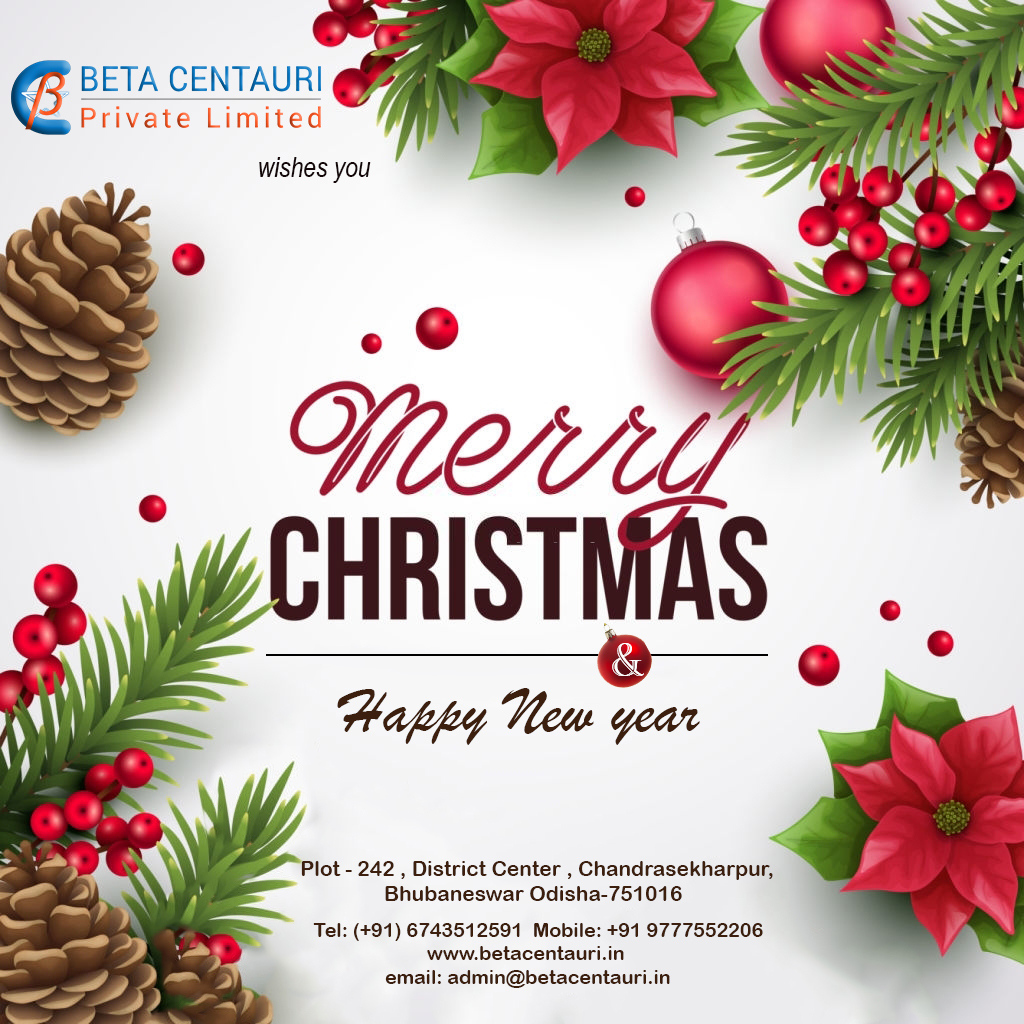 BETA CENTAURI
Private Limited
wishes you
Merry
CHRISTMAS
&
Happy New year
Plot - 242 , District Center , Chandrasekharpur,
Bhubaneswar Odisha-751016
Tel: (+91) 6743512591 Mobile: +91 9777552206
www.betacentauri.in
email: admin@betacentauri.in